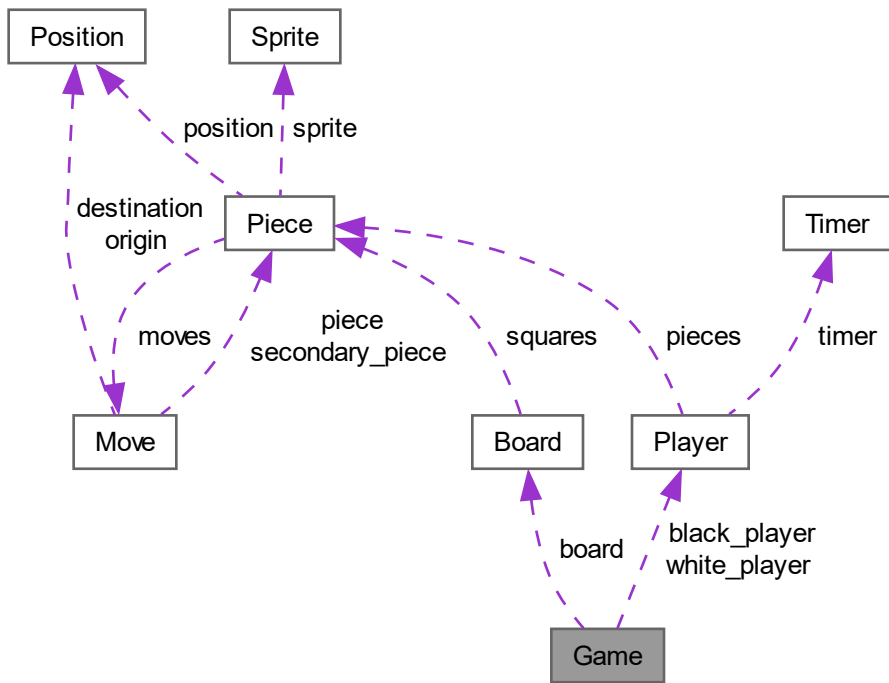 Position
Sprite
position
sprite
destination
origin
Piece
Timer
moves
piece
secondary_piece
squares
pieces
timer
Move
Board
Player
board
black_player
white_player
Game